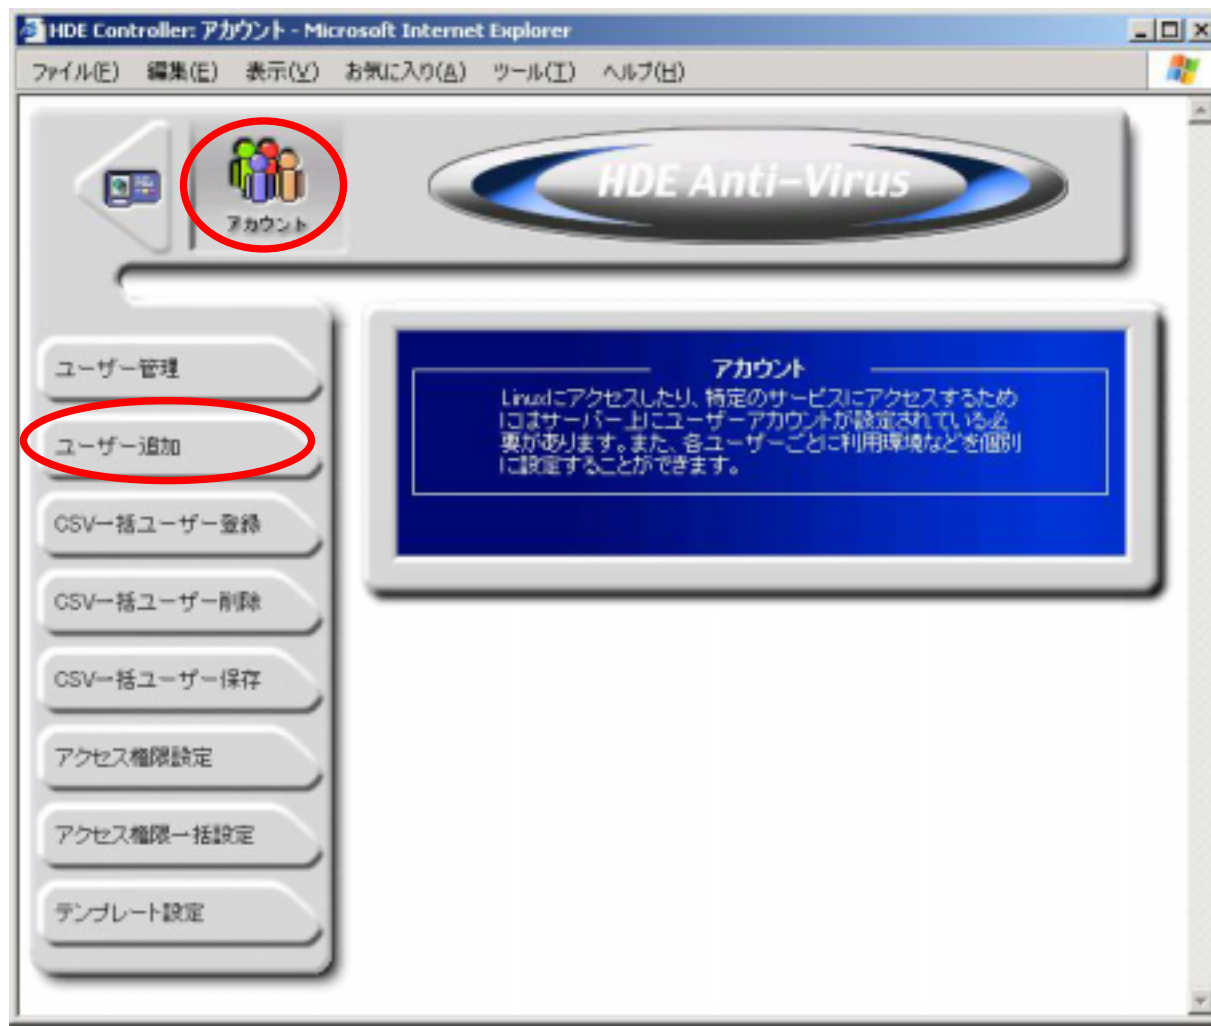 HDE Controller: アカウント - Microsoft Internet Explorer
ファイル(F) 編集(E) 表示(V) お気に入り(A) ツール(T) ヘルプ(H)
アカウント
HDE Anti-Virus
ユーザー管理
ユーザー追加
CSV一括ユーザー登録
CSV一括ユーザー削除
CSV一括ユーザー保存
アクセス権限設定
アクセス権限一括設定
テンプレート設定
アカウント
Linuxにアクセスしたり、特定のサービスにアクセスするため
にはサーバー上にユーザーアカウントが設定されている必
要があります。また、各ユーザーごとに利用環境などを個別
に設定することができます。